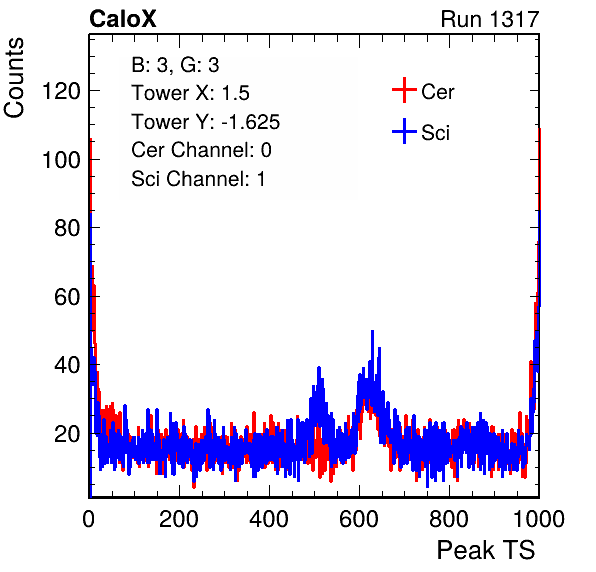 CaloX Run 1317
Counts
B: 3, G: 3
Tower X: 1.5
Tower Y: -1.625
Cer Channel: 0
Sci Channel: 1
Cer
Sci
120
100
80
60
40
20
0 200 400 600 800 1000
Peak TS